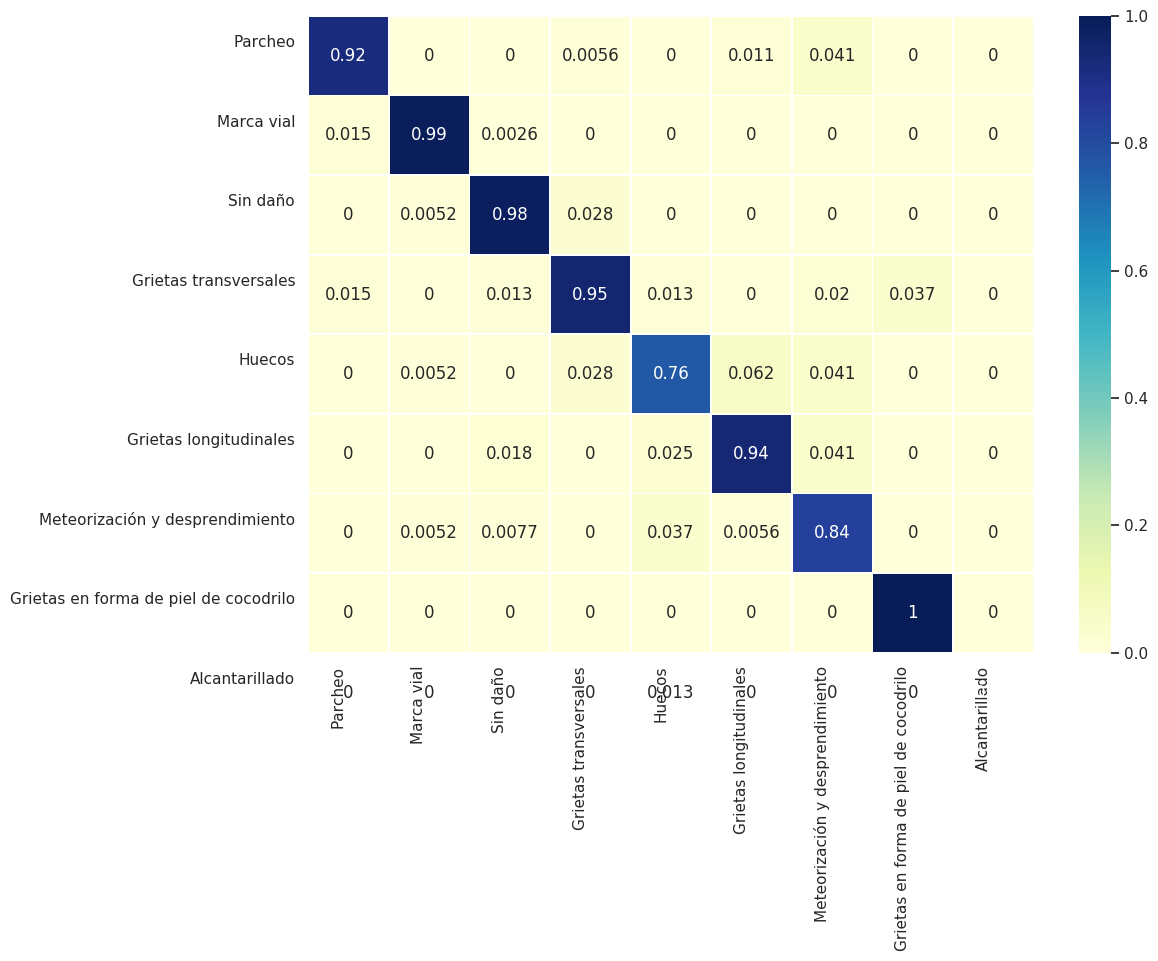 Parcheo 0.92 0 0 0.0056 0 0.011 0.041 0 0
Marca vial 0.015 0.99 0.0026 0 0 0 0 0 0
Sin daño 0 0.0052 0.98 0.028 0 0 0 0 0
Grietas transversales 0.015 0 0.013 0.95 0.013 0 0.02 0.037 0
Huecos 0 0.0052 0 0.028 0.76 0.062 0.041 0 0
Grietas longitudinales 0 0 0.018 0 0.025 0.94 0.041 0 0
Meteorización y desprendimiento 0 0.0052 0.0077 0 0.037 0.0056 0.84 0 0
Grietas en forma de piel de cocodrilo 0 0 0 0 0 0 0 1 0
Alcantarillado 0 0 0 0 0.013 0 0 0
Parcheo
Marca vial
Sin daño
Grietas transversales
Huecos
Grietas longitudinales
Meteorización y desprendimiento
Grietas en forma de piel de cocodrilo
Alcantarillado
1.0
0.8
0.6
0.4
0.2
0.0